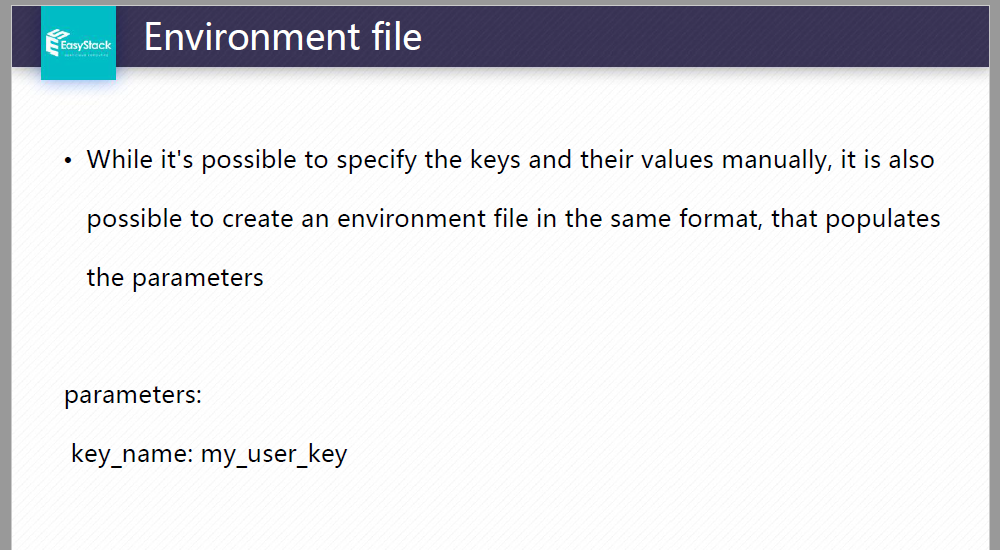 EasyStack
Environment file
• While it's possible to specify the keys and their values manually, it is also
possible to create an environment file in the same format, that populates
the parameters
parameters:
key_name: my_user_key